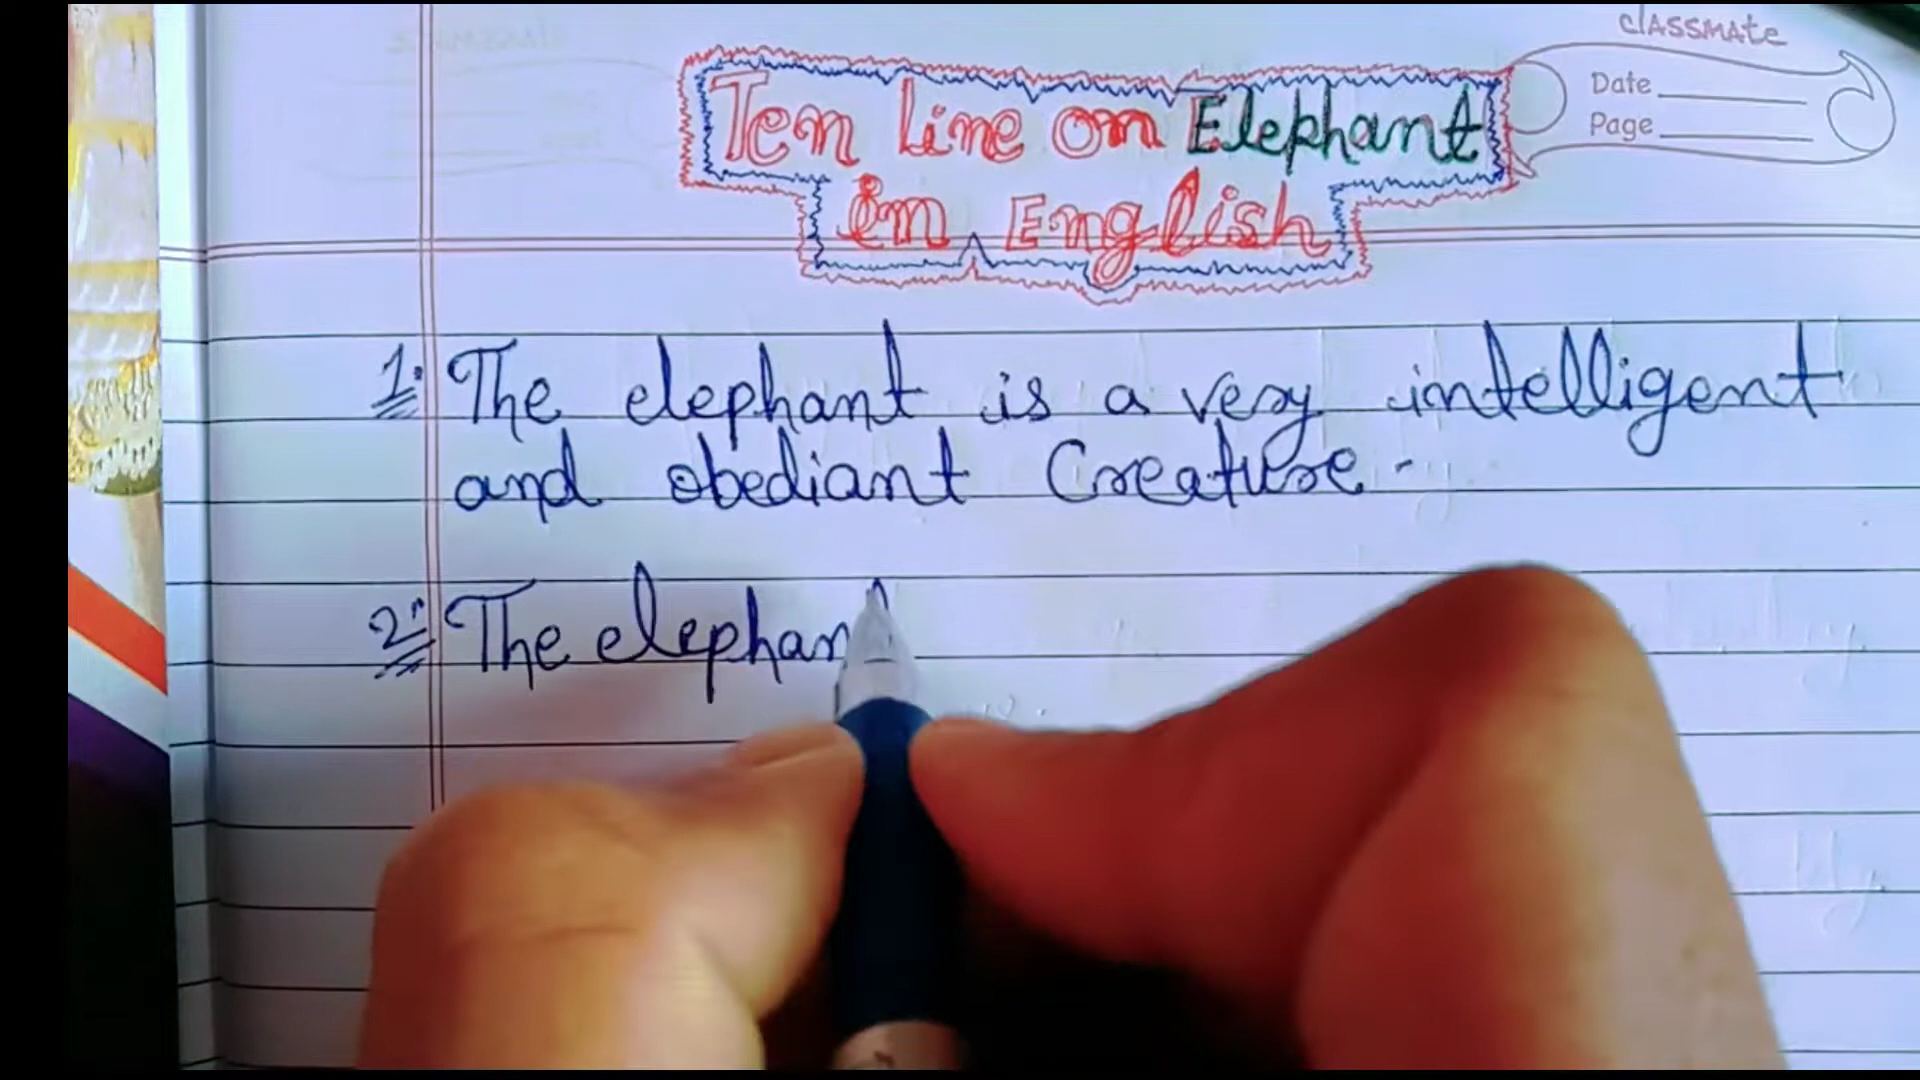 classmate
Date
Page
Ten line on Elephant
in English
1. The elephant is a very intelligent
and obediant Creature.
2. The elephant